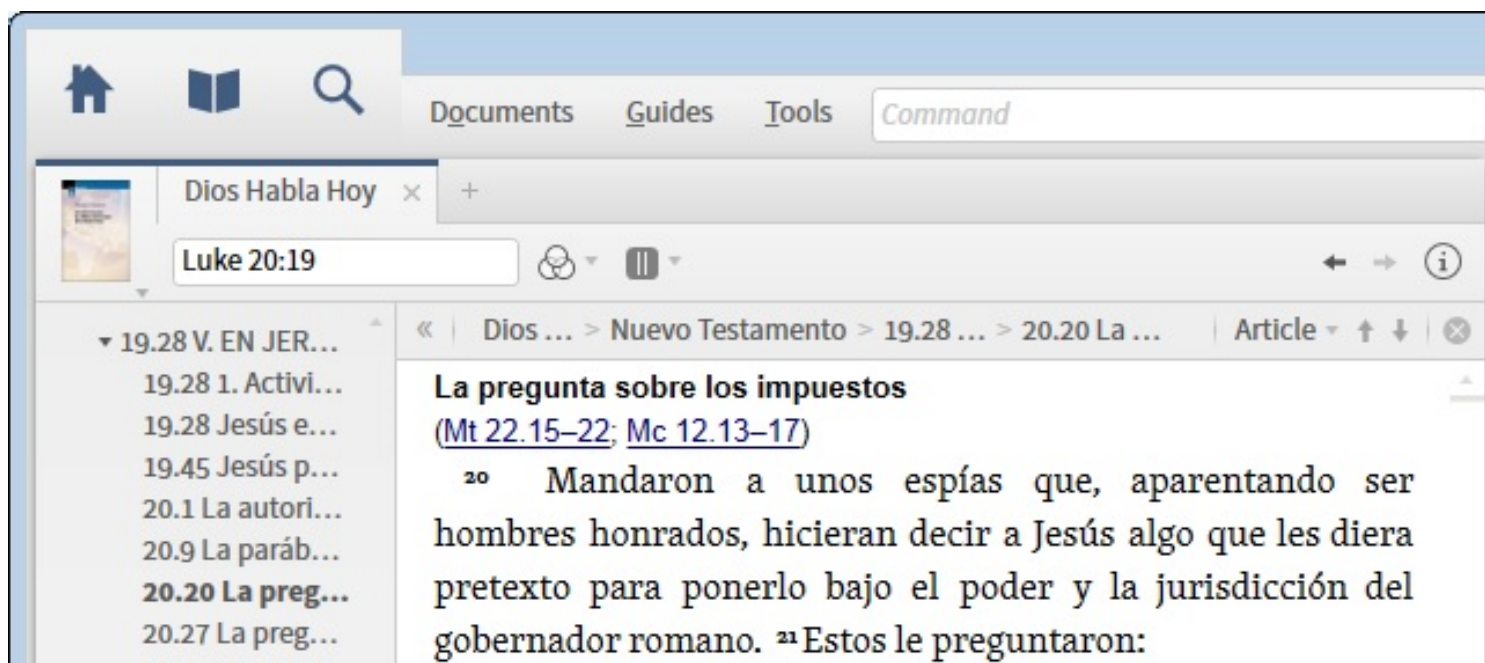 Documents Guides Tools Command
Dios Habla Hoy
Luke 20:19
19.28 V. EN JER...
19.28 1. Activi...
19.28 Jesús e...
19.45 Jesús p...
20.1 La autori...
20.9 La paráb...
20.20 La preg...
20.27 La preg...
Dios ... > Nuevo Testamento > 19.28 ... > 20.20 La ... Article
La pregunta sobre los impuestos
(Mt 22.15–22; Mc 12.13–17)
20 Mandaron a unos espías que, aparentando ser
hombres honrados, hicieran decir a Jesús algo que les diera
pretexto para ponerlo bajo el poder y la jurisdicción del
gobernador romano. 21 Estos le preguntaron: